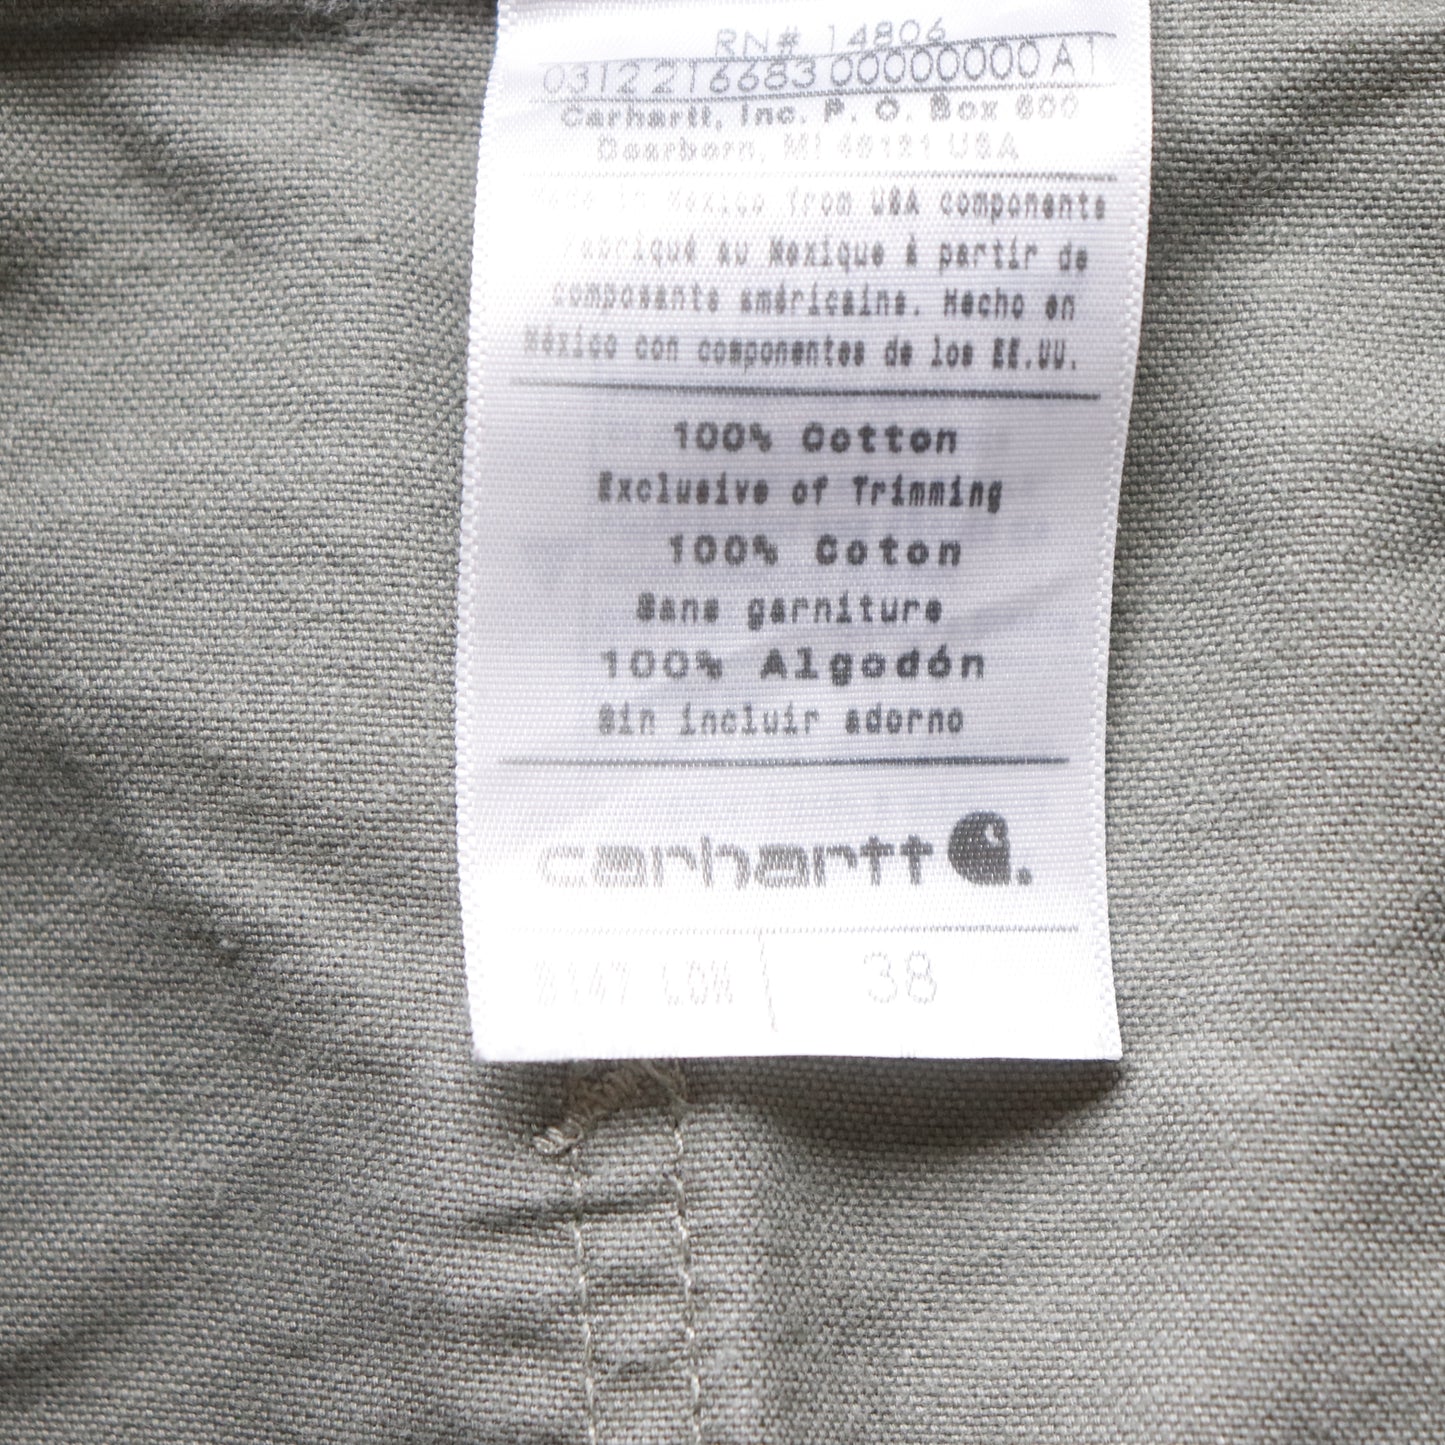 RN# 14806
0312 216683 00000000 A1
Carhartt, Inc. P. O. Box 600
Dearborn, MI 48121 USA
Made in Mexico from USA components
Fabriqué au Mexique à partir de
composants américains. Hecho en
México con componentes de los EE.UU.
100% Cotton
Exclusive of Trimming
100% Coton
Sans garniture
100% Algodón
Sin incluir adorno
carhartt
38